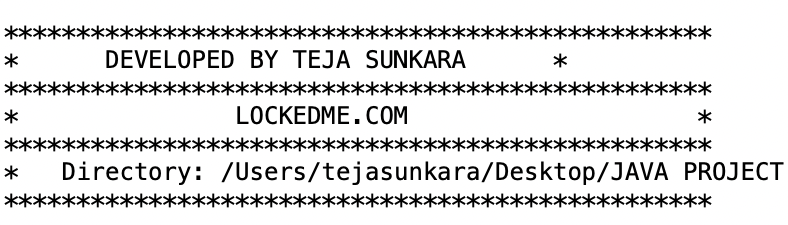 *************************************************
*      DEVELOPED BY TEJA SUNKARA      *
*************************************************
*               LOCKEDME.COM                    *
*************************************************
*   Directory: /Users/tejasunkara/Desktop/JAVA PROJECT
*************************************************